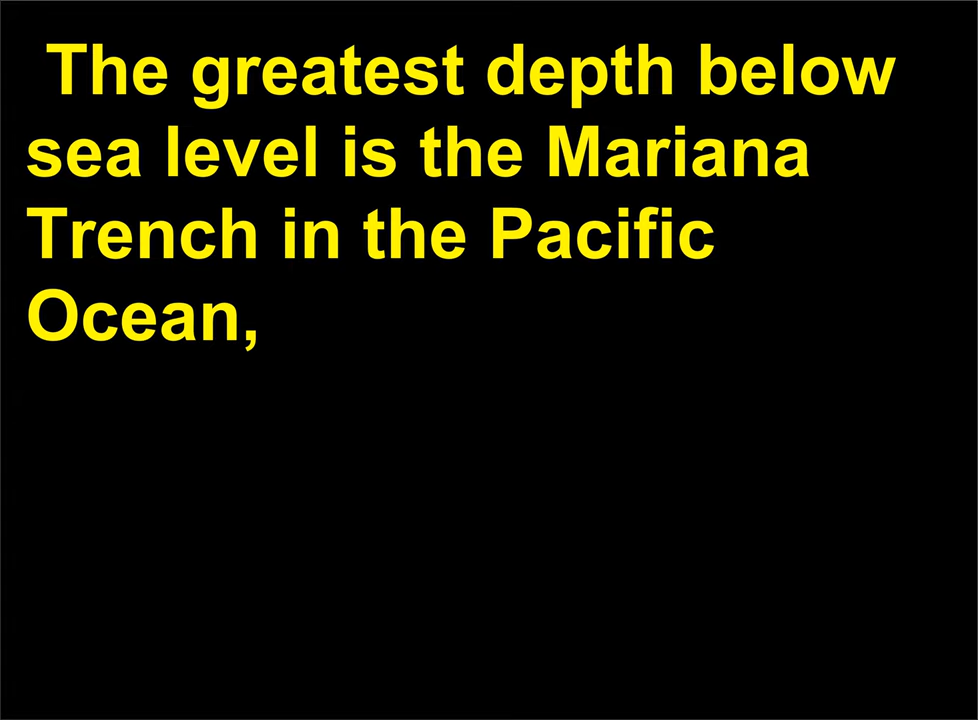 The greatest depth below
sea level is the Mariana
Trench in the Pacific
Ocean,